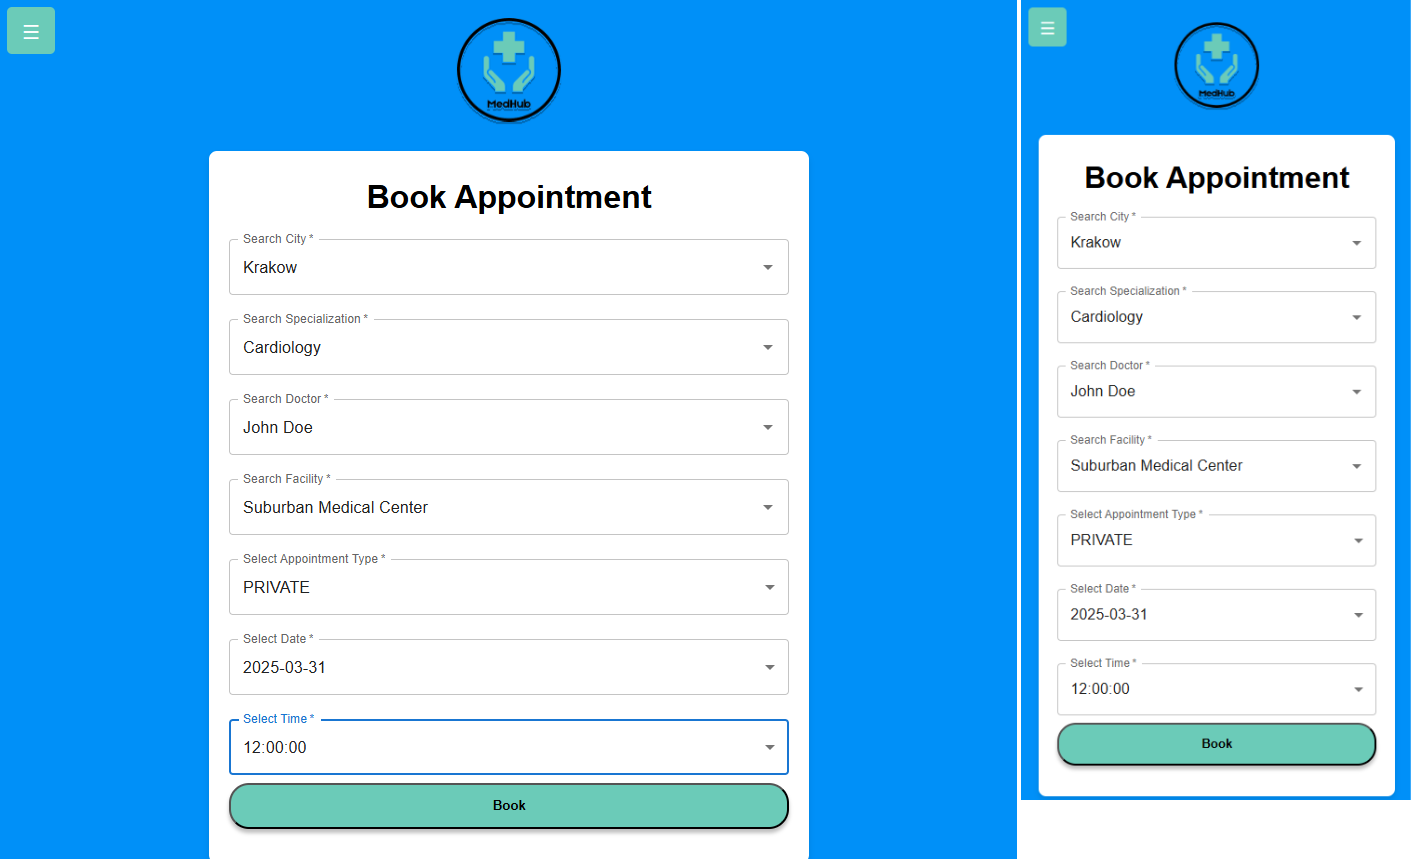 ☰
MedHub
Book Appointment
Search City *
Krakow
Search Specialization *
Cardiology
Search Doctor *
John Doe
Search Facility *
Suburban Medical Center
Select Appointment Type *
PRIVATE
Select Date *
2025-03-31
Select Time *
12:00:00
Book
☰
MedHub
Book Appointment
Search City *
Krakow
Search Specialization *
Cardiology
Search Doctor *
John Doe
Search Facility *
Suburban Medical Center
Select Appointment Type *
PRIVATE
Select Date *
2025-03-31
Select Time *
12:00:00
Book